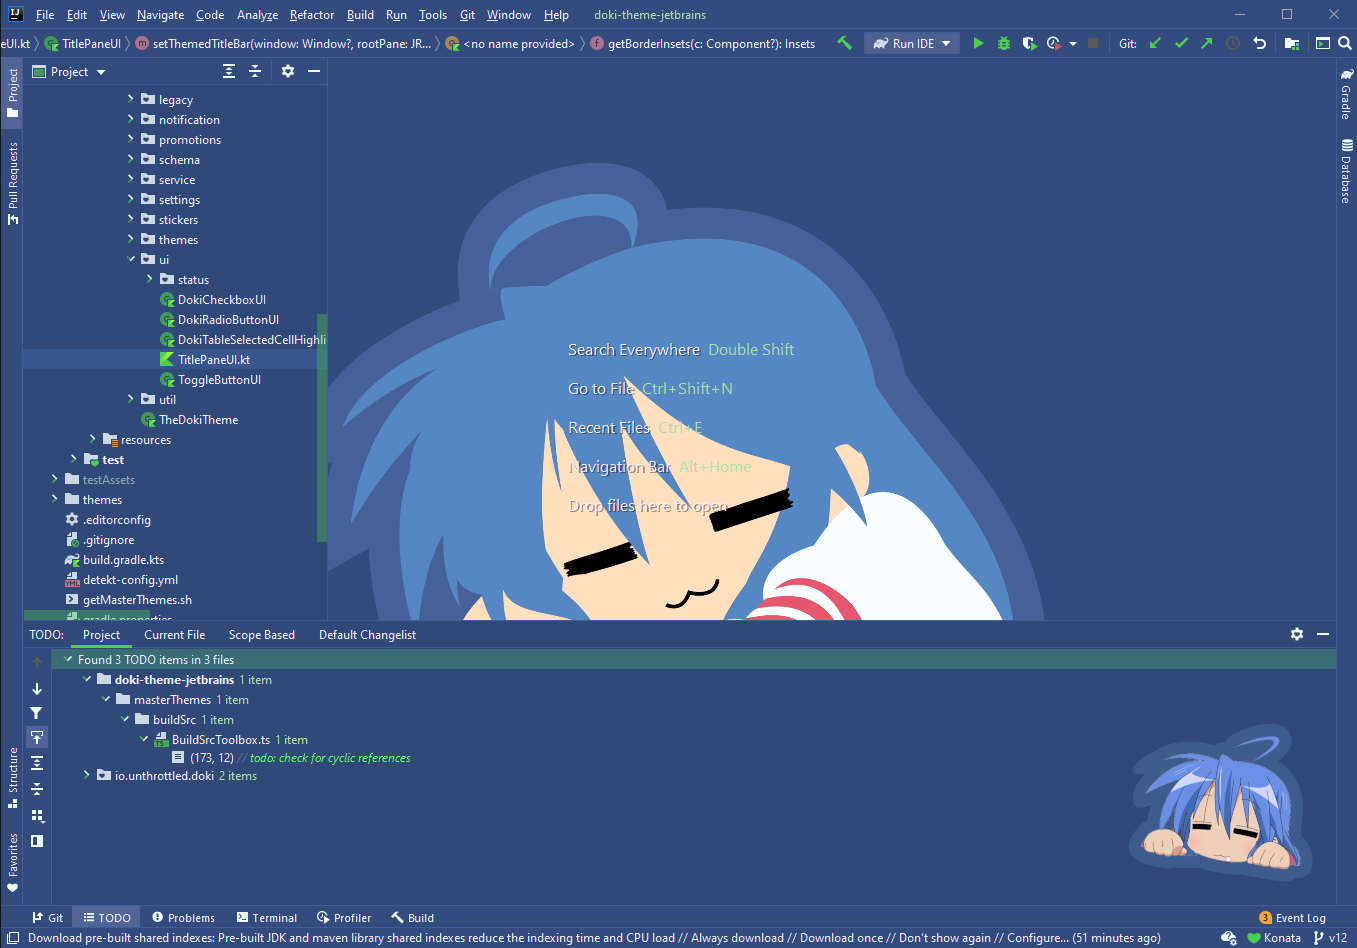 IJ File Edit View Navigate Code Analyze Refactor Build Run Tools Git Window Help doki-theme-jetbrains
eUI.kt TitlePaneUI setThemedTitleBar(window: Window?, rootPane: JR... <no name provided> getBorderInsets(c: Component?): Insets Run IDE Git:
Project
Project
Pull Requests
Structure
Favorites
Gradle
Database
legacy
notification
promotions
schema
service
settings
stickers
themes
ui
status
DokiCheckboxUI
DokiRadioButtonUI
DokiTableSelectedCellHighli
TitlePaneUI.kt
ToggleButtonUI
util
TheDokiTheme
resources
test
testAssets
themes
.editorconfig
.gitignore
build.gradle.kts
detekt-config.yml
getMasterThemes.sh
gradle.properties
Search Everywhere Double Shift
Go to File Ctrl+Shift+N
Recent Files Ctrl+E
Navigation Bar Alt+Home
Drop files here to open
TODO: Project Current File Scope Based Default Changelist
Found 3 TODO items in 3 files
doki-theme-jetbrains 1 item
masterThemes 1 item
buildSrc 1 item
BuildSrcToolbox.ts 1 item
(173, 12) // todo: check for cyclic references
io.unthrottled.doki 2 items
Git TODO Problems Terminal Profiler Build 3 Event Log
Download pre-built shared indexes: Pre-built JDK and maven library shared indexes reduce the indexing time and CPU load // Always download // Download once // Don't show again // Configure... (51 minutes ago) Konata v12